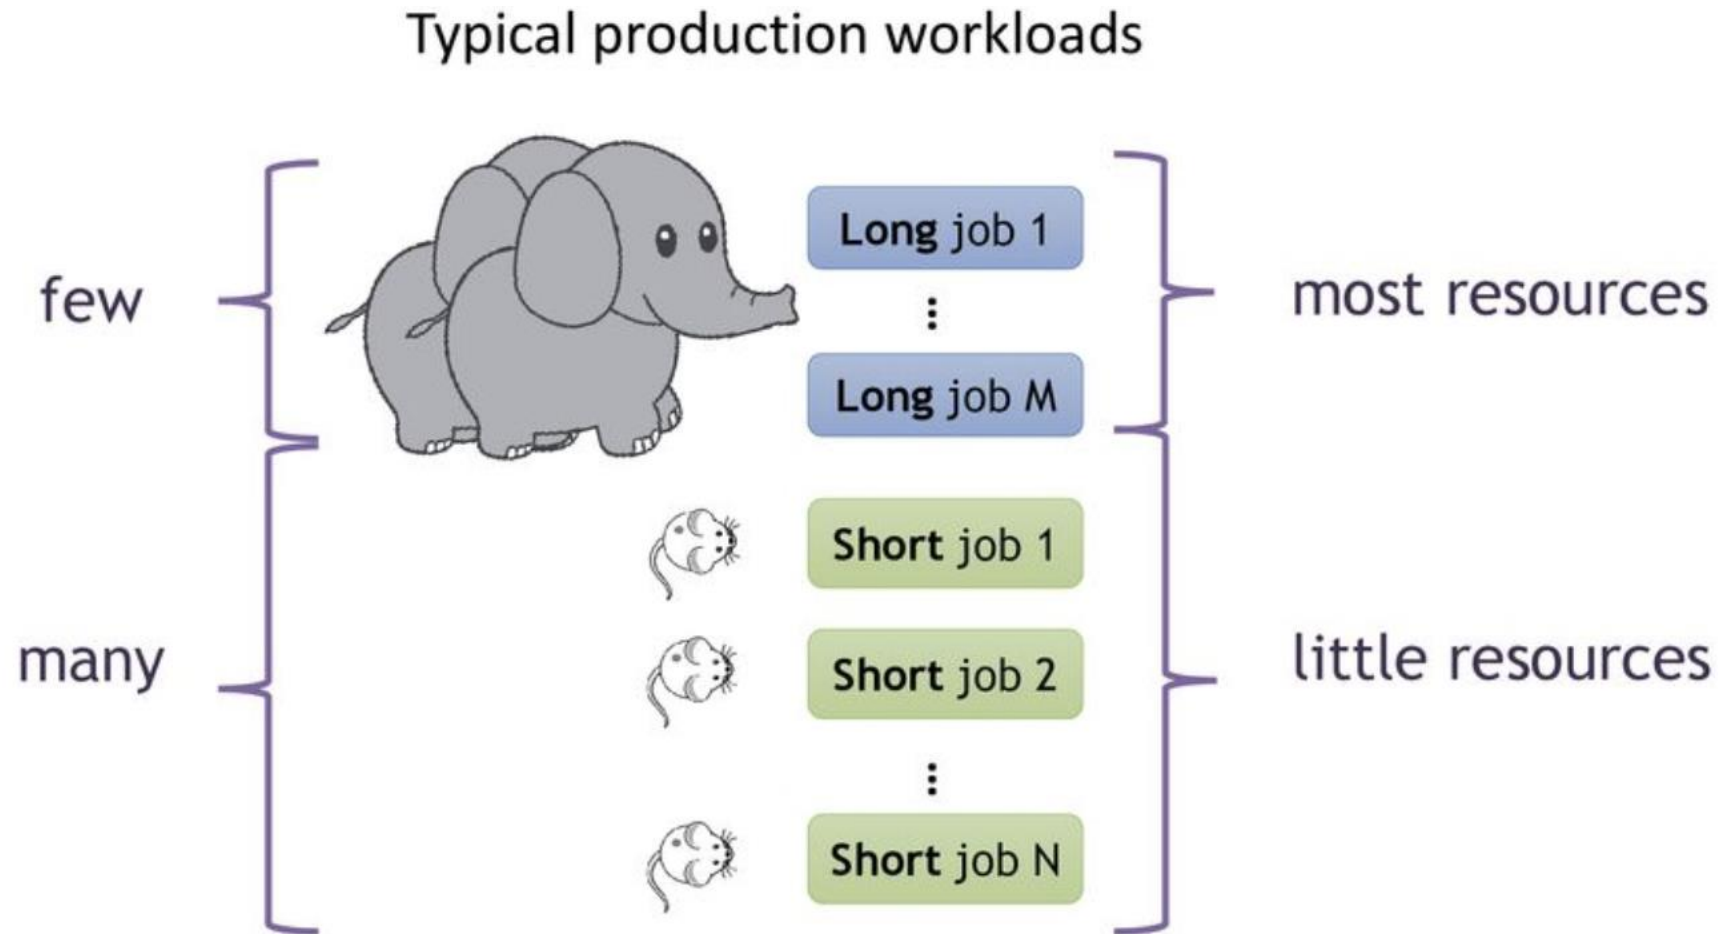 Typical production workloads
few
Long job 1
⋮
Long job M
most resources
many
Short job 1
Short job 2
⋮
Short job N
little resources